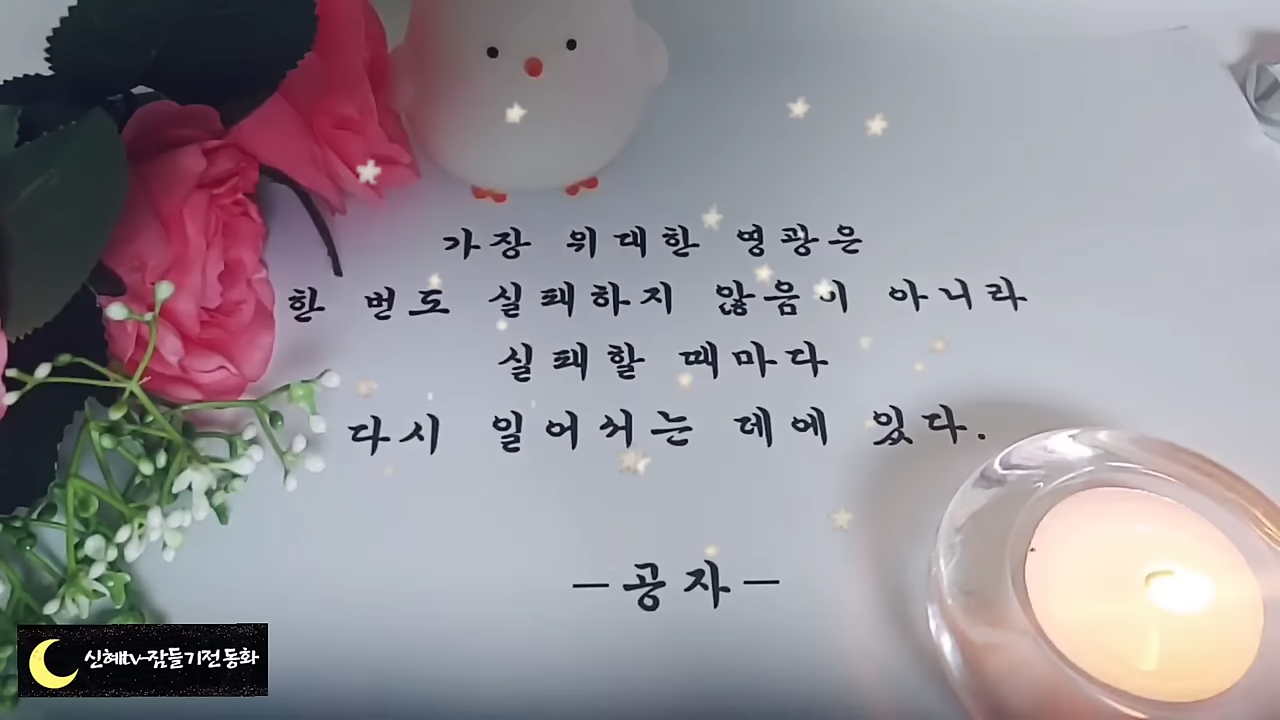 가장 위대한 영광은
한 번도 실패하지 않음이 아니라
실패할 때마다
다시 일어서는 데에 있다.
-공자-
신혜tv-잠들기전동화